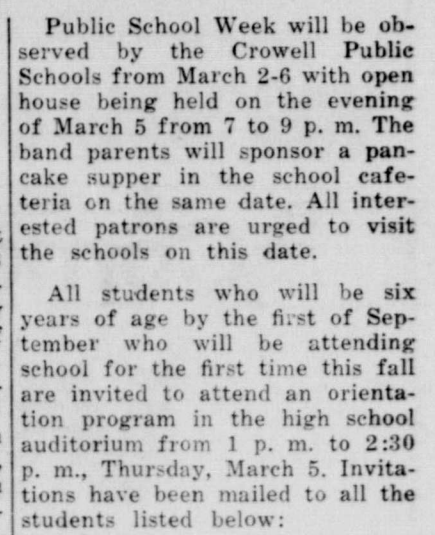 Public School Week will be ob-
served by the Crowell Public
Schools from March 2-6 with open
house being held on the evening
of March 5 from 7 to 9 p. m. The
band parents will sponsor a pan-
cake supper in the school cafe-
teria on the same date. All inter-
ested patrons are urged to visit
the schools on this date.
All students who will be six
years of age by the first of Sep-
tember who will be attending
school for the first time this fall
are invited to attend an orienta-
tion program in the high school
auditorium from 1 p. m. to 2:30
p. m., Thursday, March 5. Invita-
tions have been mailed to all the
students listed below: